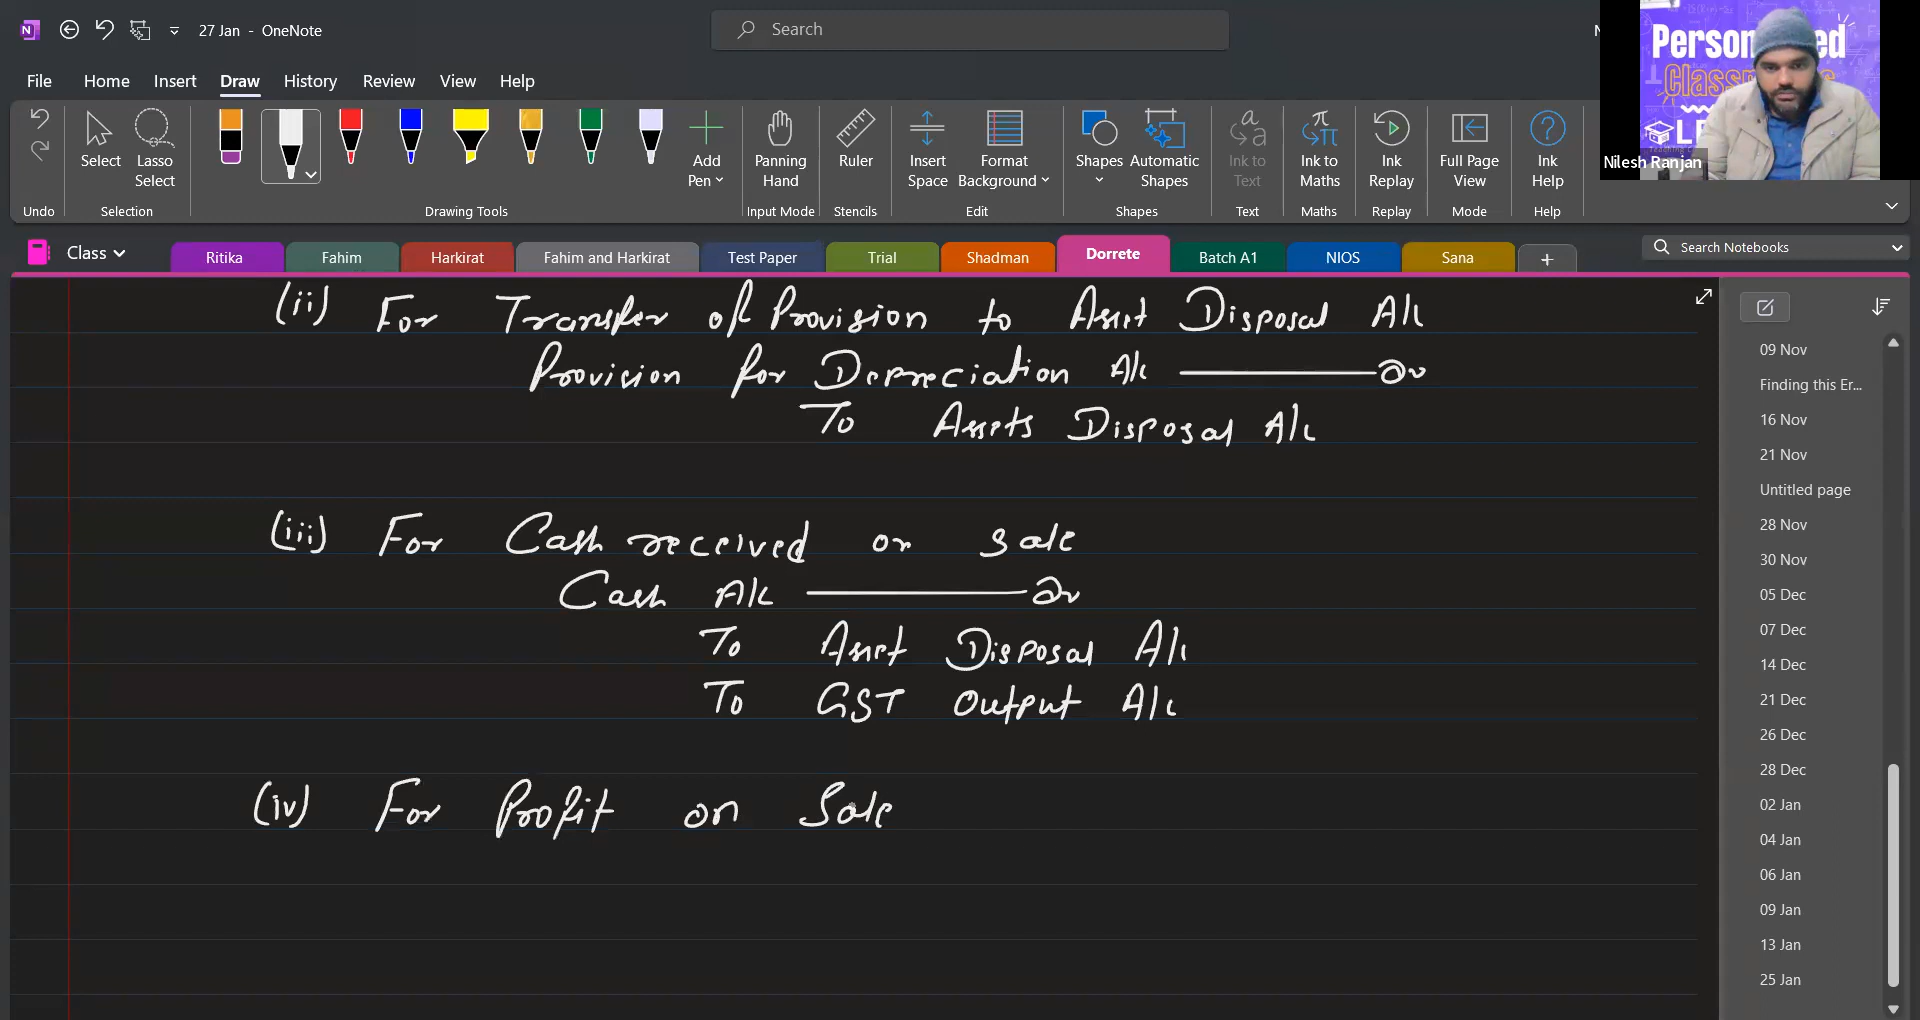 27 Jan - OneNote
Search
File Home Insert Draw History Review View Help
Select
Lasso Select
Add Pen
Panning Hand
Ruler
Insert Space
Format Background
Shapes
Automatic Shapes
Ink to Text
Ink to Maths
Ink Replay
Full Page View
Ink Help
Undo Selection Drawing Tools Input Mode Stencils Edit Shapes Text Maths Replay Mode Help
Nilesh Ranjan
Class Ritika Fahim Harkirat Fahim and Harkirat Test Paper Trial Shadman Dorrete Batch A1 NIOS Sana
Search Notebooks
(ii) For Transfer of Provision to Asset Disposal A/c
Provision for Depreciation A/c Dr
To Assets Disposal A/c
(iii) For Cash received on sale
Cash A/c Dr
To Asset Disposal A/c
To GST Output A/c
(iv) For Profit on Sale
09 Nov
Finding this Er...
16 Nov
21 Nov
Untitled page
28 Nov
30 Nov
05 Dec
07 Dec
14 Dec
21 Dec
26 Dec
28 Dec
02 Jan
04 Jan
06 Jan
09 Jan
13 Jan
25 Jan